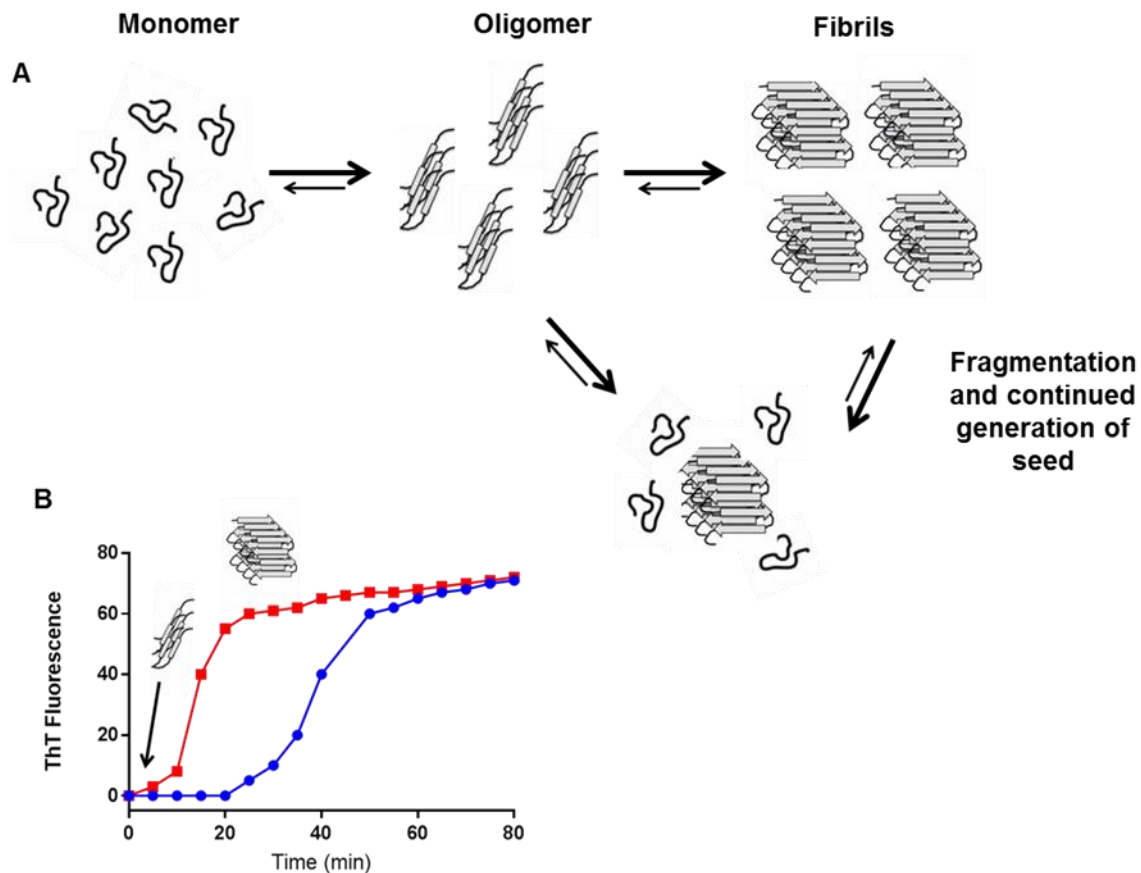 Monomer
Oligomer
Fibrils
A
Fragmentation
and continued
generation of
seed
B
80
60
40
20
0
ThT Fluorescence
0 20 40 60 80
Time (min)